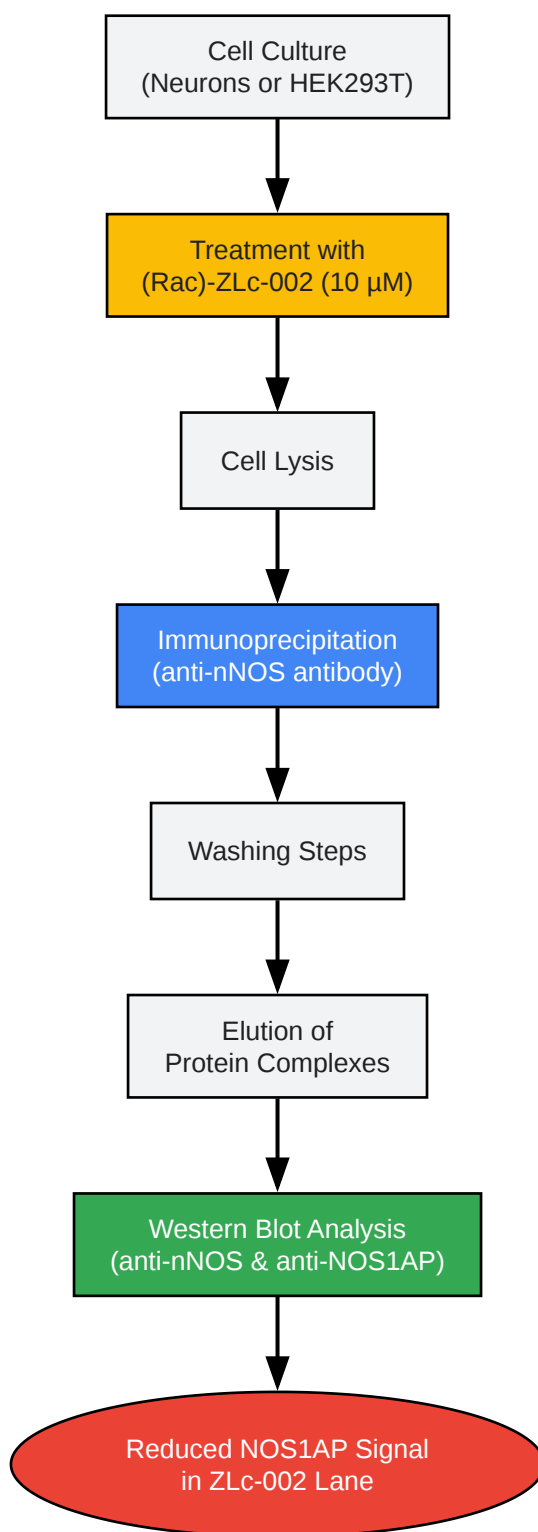 Cell Culture
(Neurons or HEK293T)
Treatment with
(Rac)-ZLc-002 (10 µM)
Cell Lysis
Immunoprecipitation
(anti-nNOS antibody)
Washing Steps
Elution of
Protein Complexes
Western Blot Analysis
(anti-nNOS & anti-NOS1AP)
Reduced NOS1AP Signal
in ZLc-002 Lane